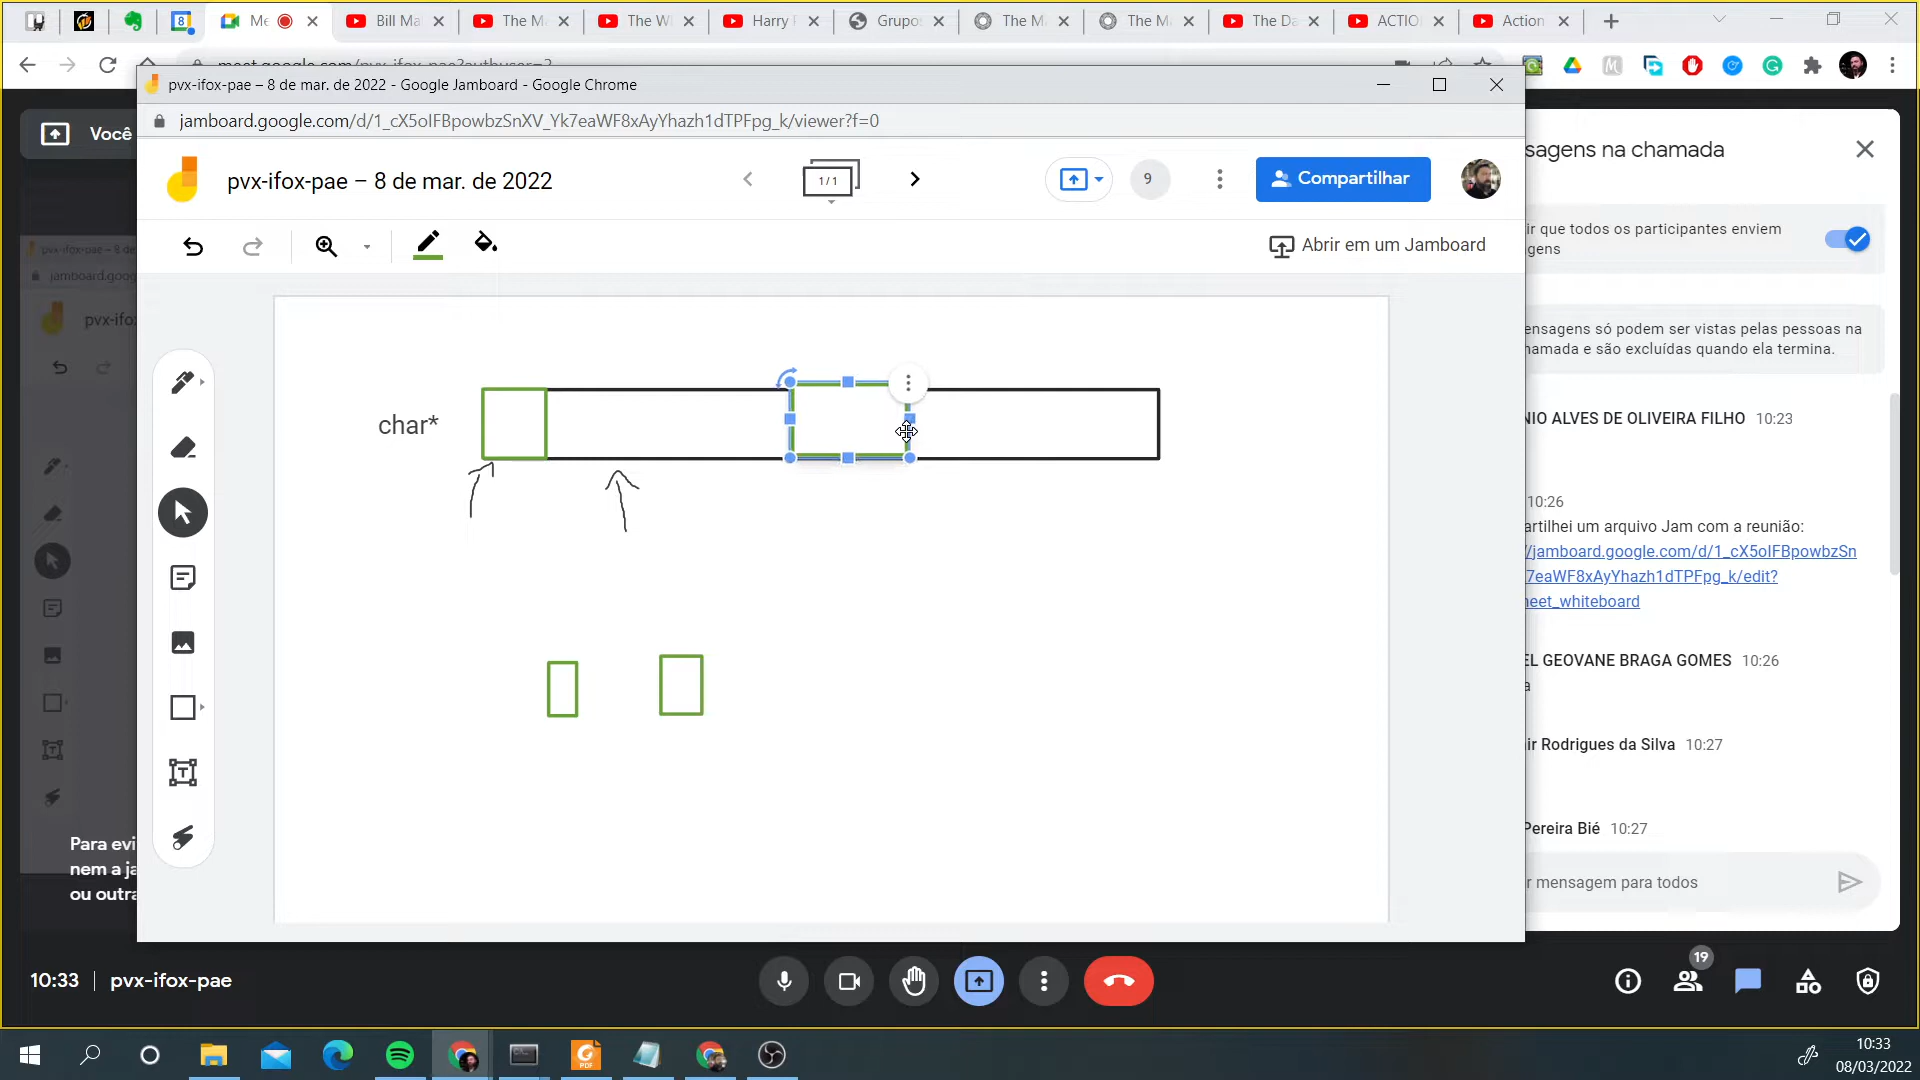 8
Me
Bill Ma
The M
The W
Harry
Grupo
The M
The M
The Da
ACTIO
Action
pvx-ifox-pae – 8 de mar. de 2022 - Google Jamboard - Google Chrome
jamboard.google.com/d/1_cX5oIFBpowbzSnXV_Yk7eaWF8xAyYhazh1dTPFpg_k/viewer?f=0
Você
sagens na chamada
pvx-ifox-pae – 8 de mar. de 2022
1/1
9
Compartilhar
Abrir em um Jamboard
ir que todos os participantes enviem
gens
ensagens só podem ser vistas pelas pessoas na
hamada e são excluídas quando ela termina.
char*
NIO ALVES DE OLIVEIRA FILHO 10:23
10:26
artilhei um arquivo Jam com a reunião:
/jamboard.google.com/d/1_cX5oIFBpowbzSn
7eaWF8xAyYhazh1dTPFpg_k/edit?
neet_whiteboard
EL GEOVANE BRAGA GOMES 10:26
a
ir Rodrigues da Silva 10:27
Pereira Bié 10:27
Para evi
nem a ja
ou outra
r mensagem para todos
10:33 | pvx-ifox-pae
19
10:33
08/03/2022